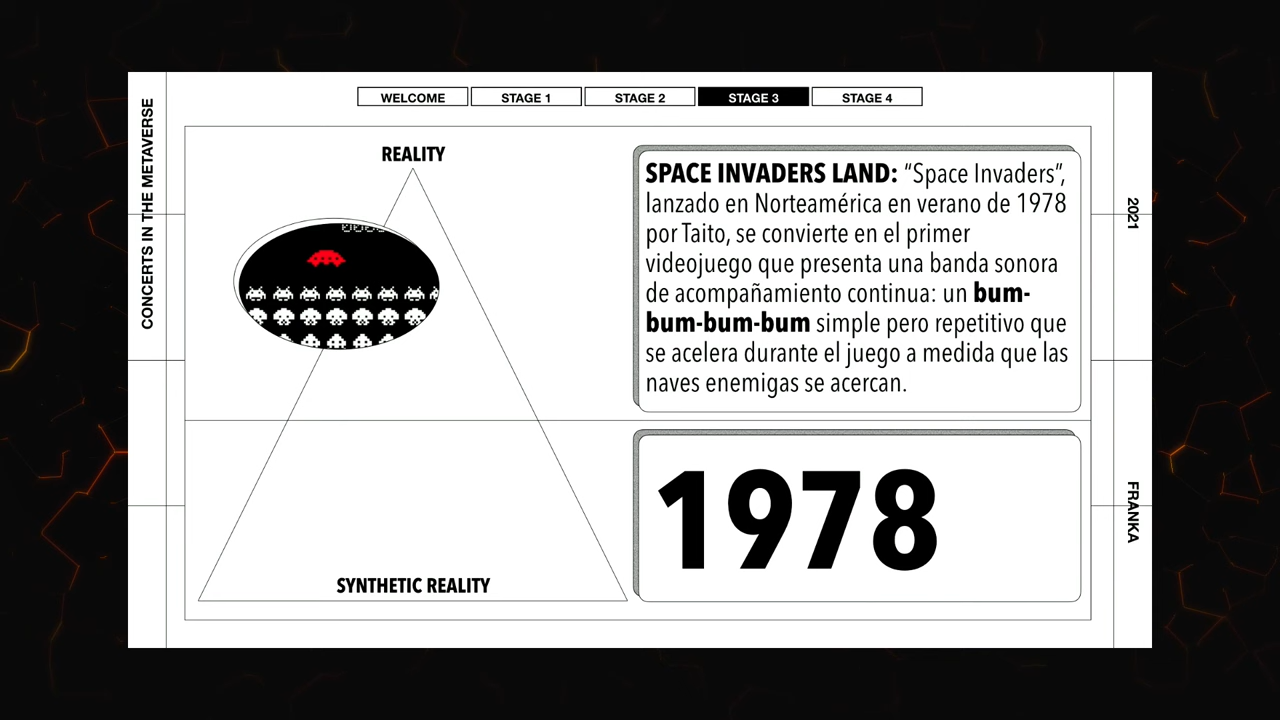 WELCOME
STAGE 1
STAGE 2
STAGE 3
STAGE 4
CONCERTS IN THE METAVERSE
REALITY
SYNTHETIC REALITY
SPACE INVADERS LAND: “Space Invaders”,
lanzado en Norteamérica en verano de 1978
por Taito, se convierte en el primer
videojuego que presenta una banda sonora
de acompañamiento continua: un bum-
bum-bum-bum simple pero repetitivo que
se acelera durante el juego a medida que las
naves enemigas se acercan.
1978
2021
FRANKA